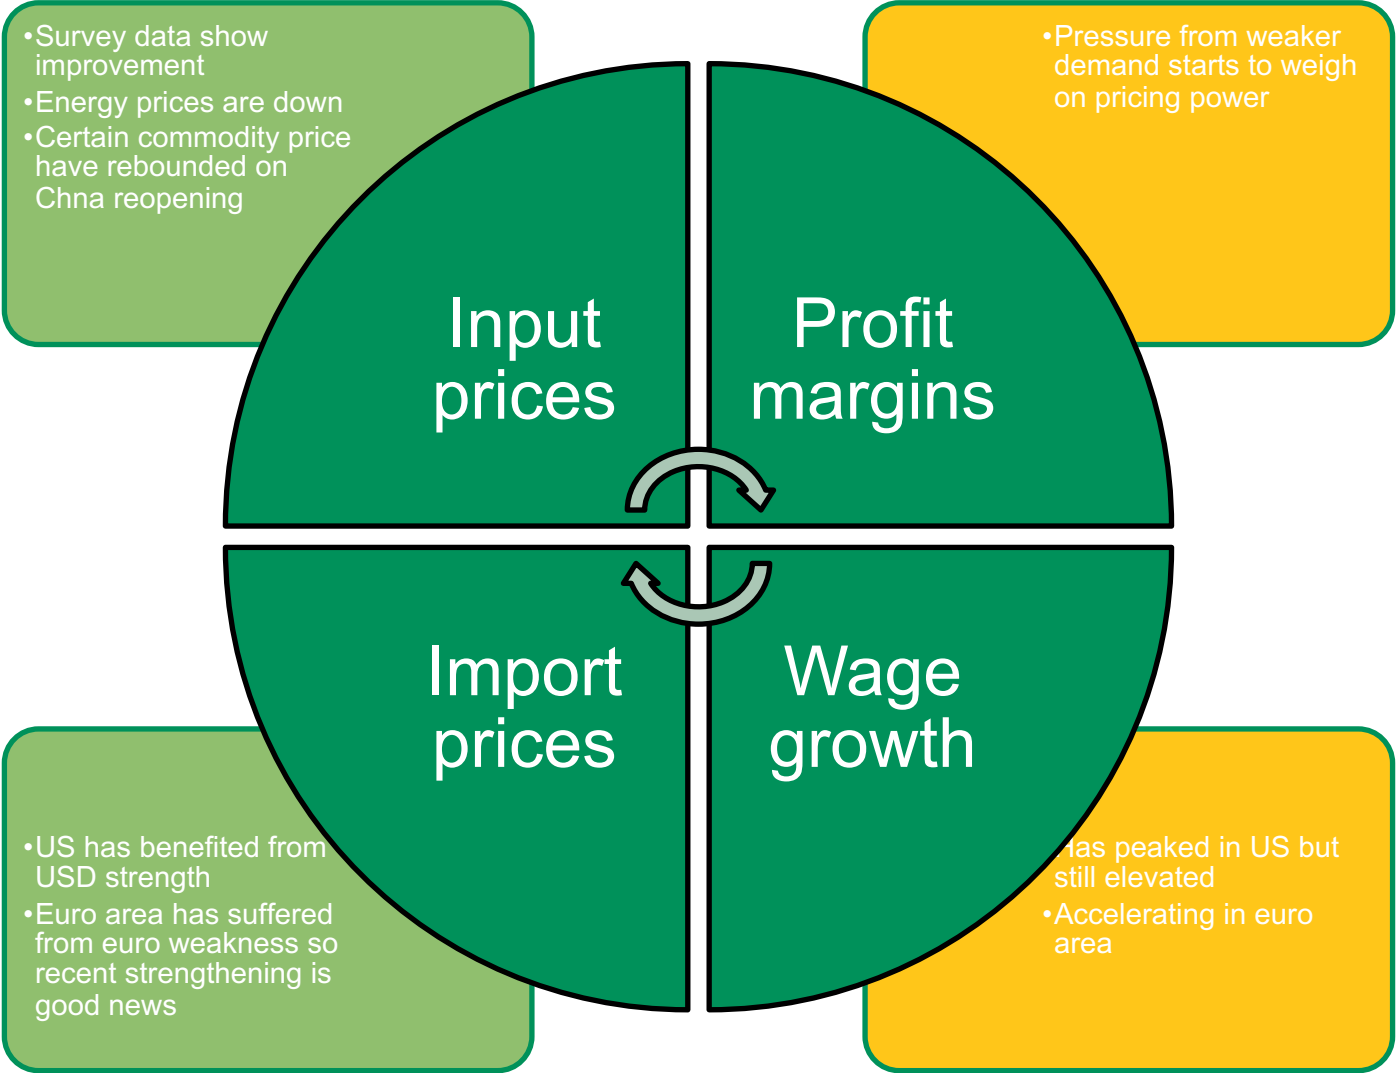 •Survey data show
improvement
•Energy prices are down
•Certain commodity price
have rebounded on
Chna reopening
•Pressure from weaker
demand starts to weigh
on pricing power
Input
prices
Profit
margins
Import
prices
Wage
growth
•US has benefited from
USD strength
•Euro area has suffered
from euro weakness so
recent strengthening is
good news
Has peaked in US but
still elevated
•Accelerating in euro
area